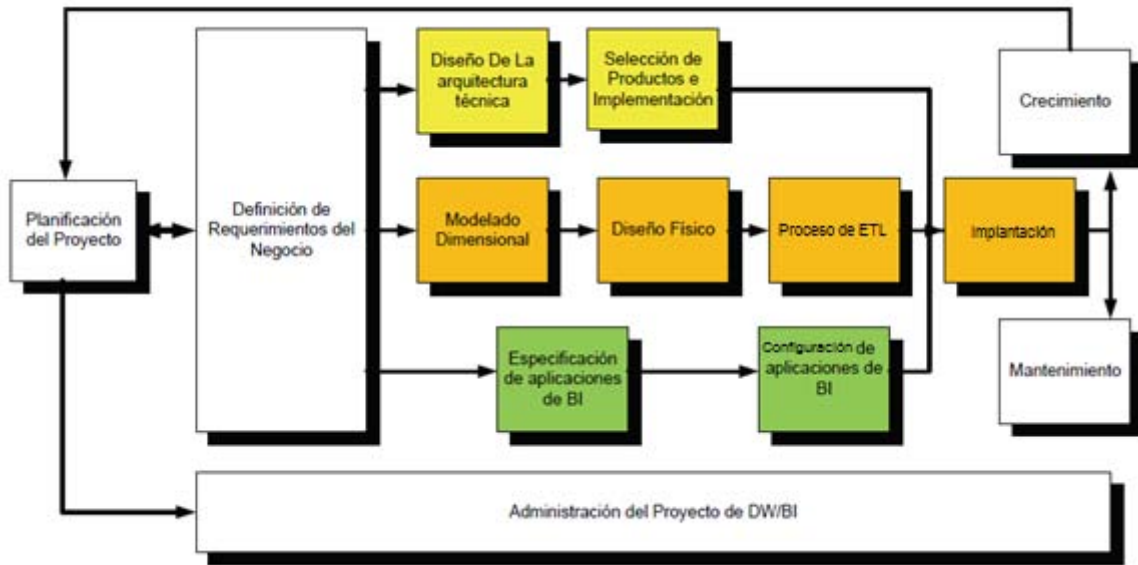 Planificación
del Proyecto
Definición de
Requerimientos del
Negocio
Diseño De La
arquitectura
técnica
Selección de
Productos e
Implementación
Modelado
Dimensional
Diseño Físico
Proceso de ETL
Implantación
Especificación
de aplicaciones
de BI
Configuración de
aplicaciones de
BI
Crecimiento
Mantenimiento
Administración del Proyecto de DW/BI